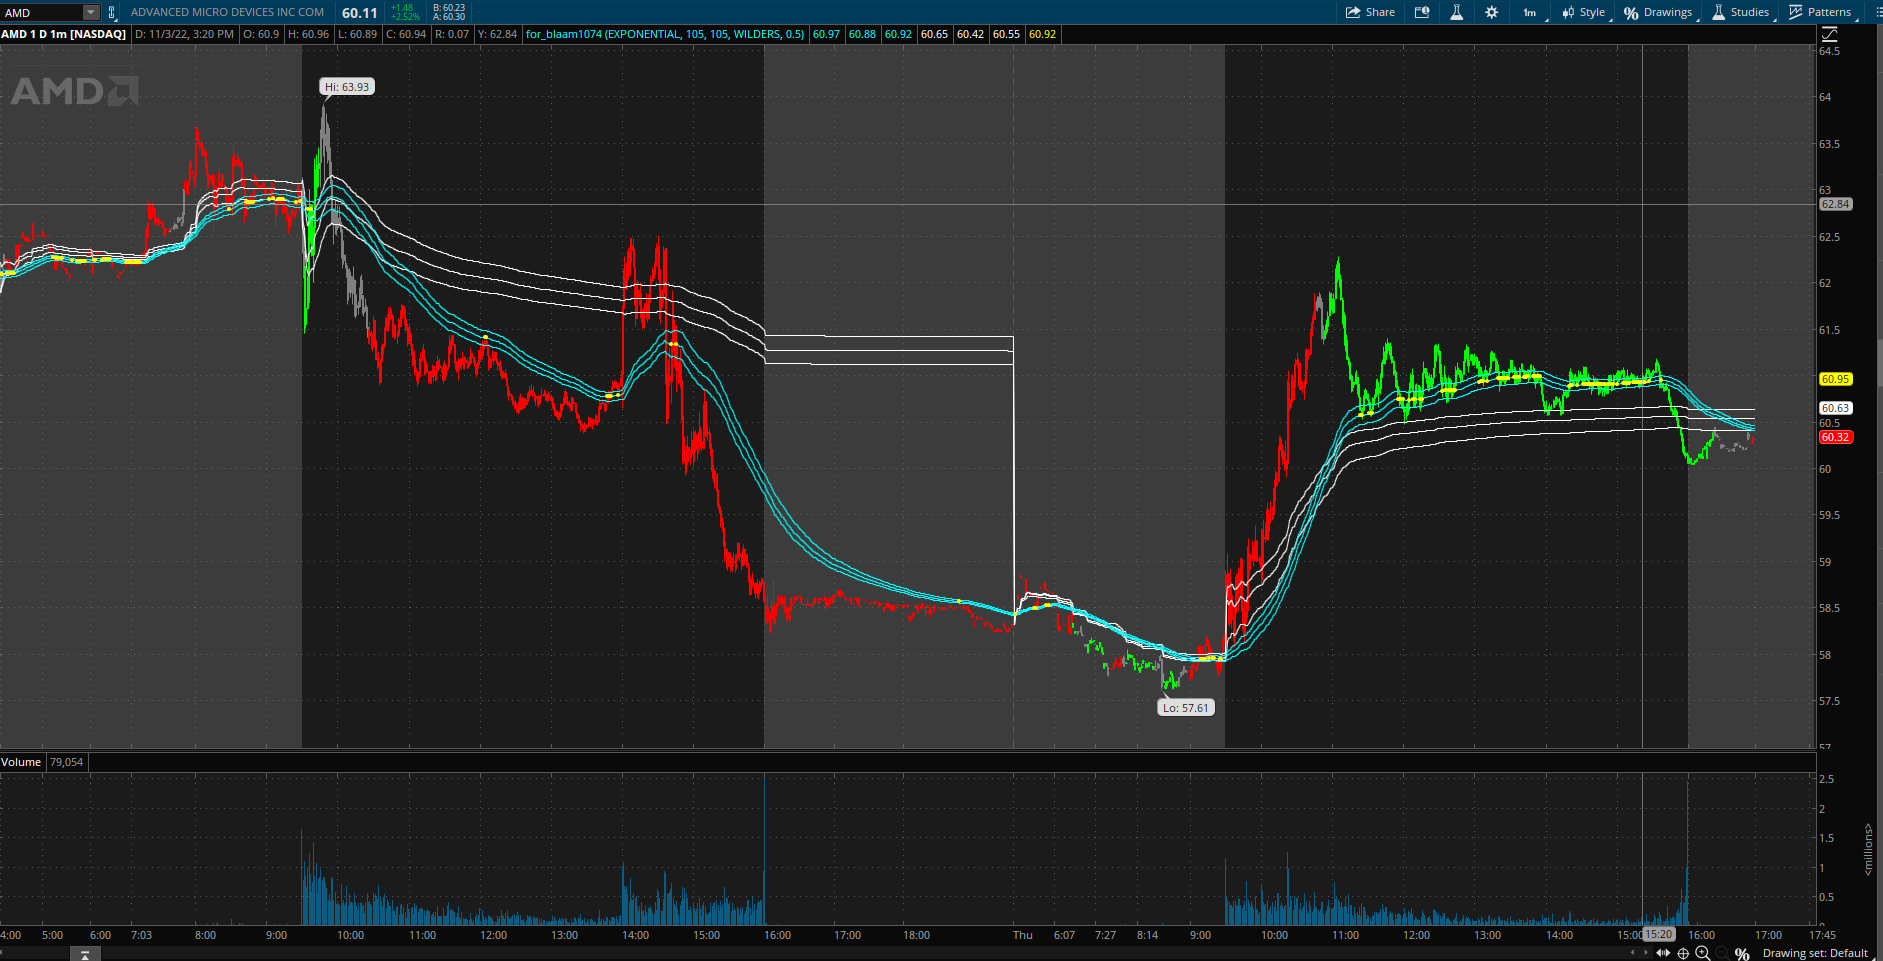 AMD ADVANCED MICRO DEVICES INC COM 60.11 +1.48 +2.52% B: 60.23 A: 60.30 Share 1m Style Drawings Studies Patterns
AMD 1 D 1m [NASDAQ] D: 11/3/22, 3:20 PM O: 60.9 H: 60.96 L: 60.89 C: 60.94 R: 0.07 Y: 62.84 for_blaam1074 (EXPONENTIAL, 105, 105, WILDERS, 0.5) 60.97 60.88 60.92 60.65 60.42 60.55 60.92
AMD
Hi: 63.93
Lo: 57.61
64.5
64
63.5
63
62.84
62.5
62
61.5
60.95
60.63
60.5
60.32
60
59.5
59
58.5
58
57.5
57
Volume 79,054
2.5
2
1.5
1
0.5
<millions>
4:00 5:00 6:00 7:03 8:00 9:00 10:00 11:00 12:00 13:00 14:00 15:00 16:00 17:00 18:00 Thu 6:07 7:27 8:14 9:00 10:00 11:00 12:00 13:00 14:00 15:00 15:20 16:00 17:00 17:45
Drawing set: Default